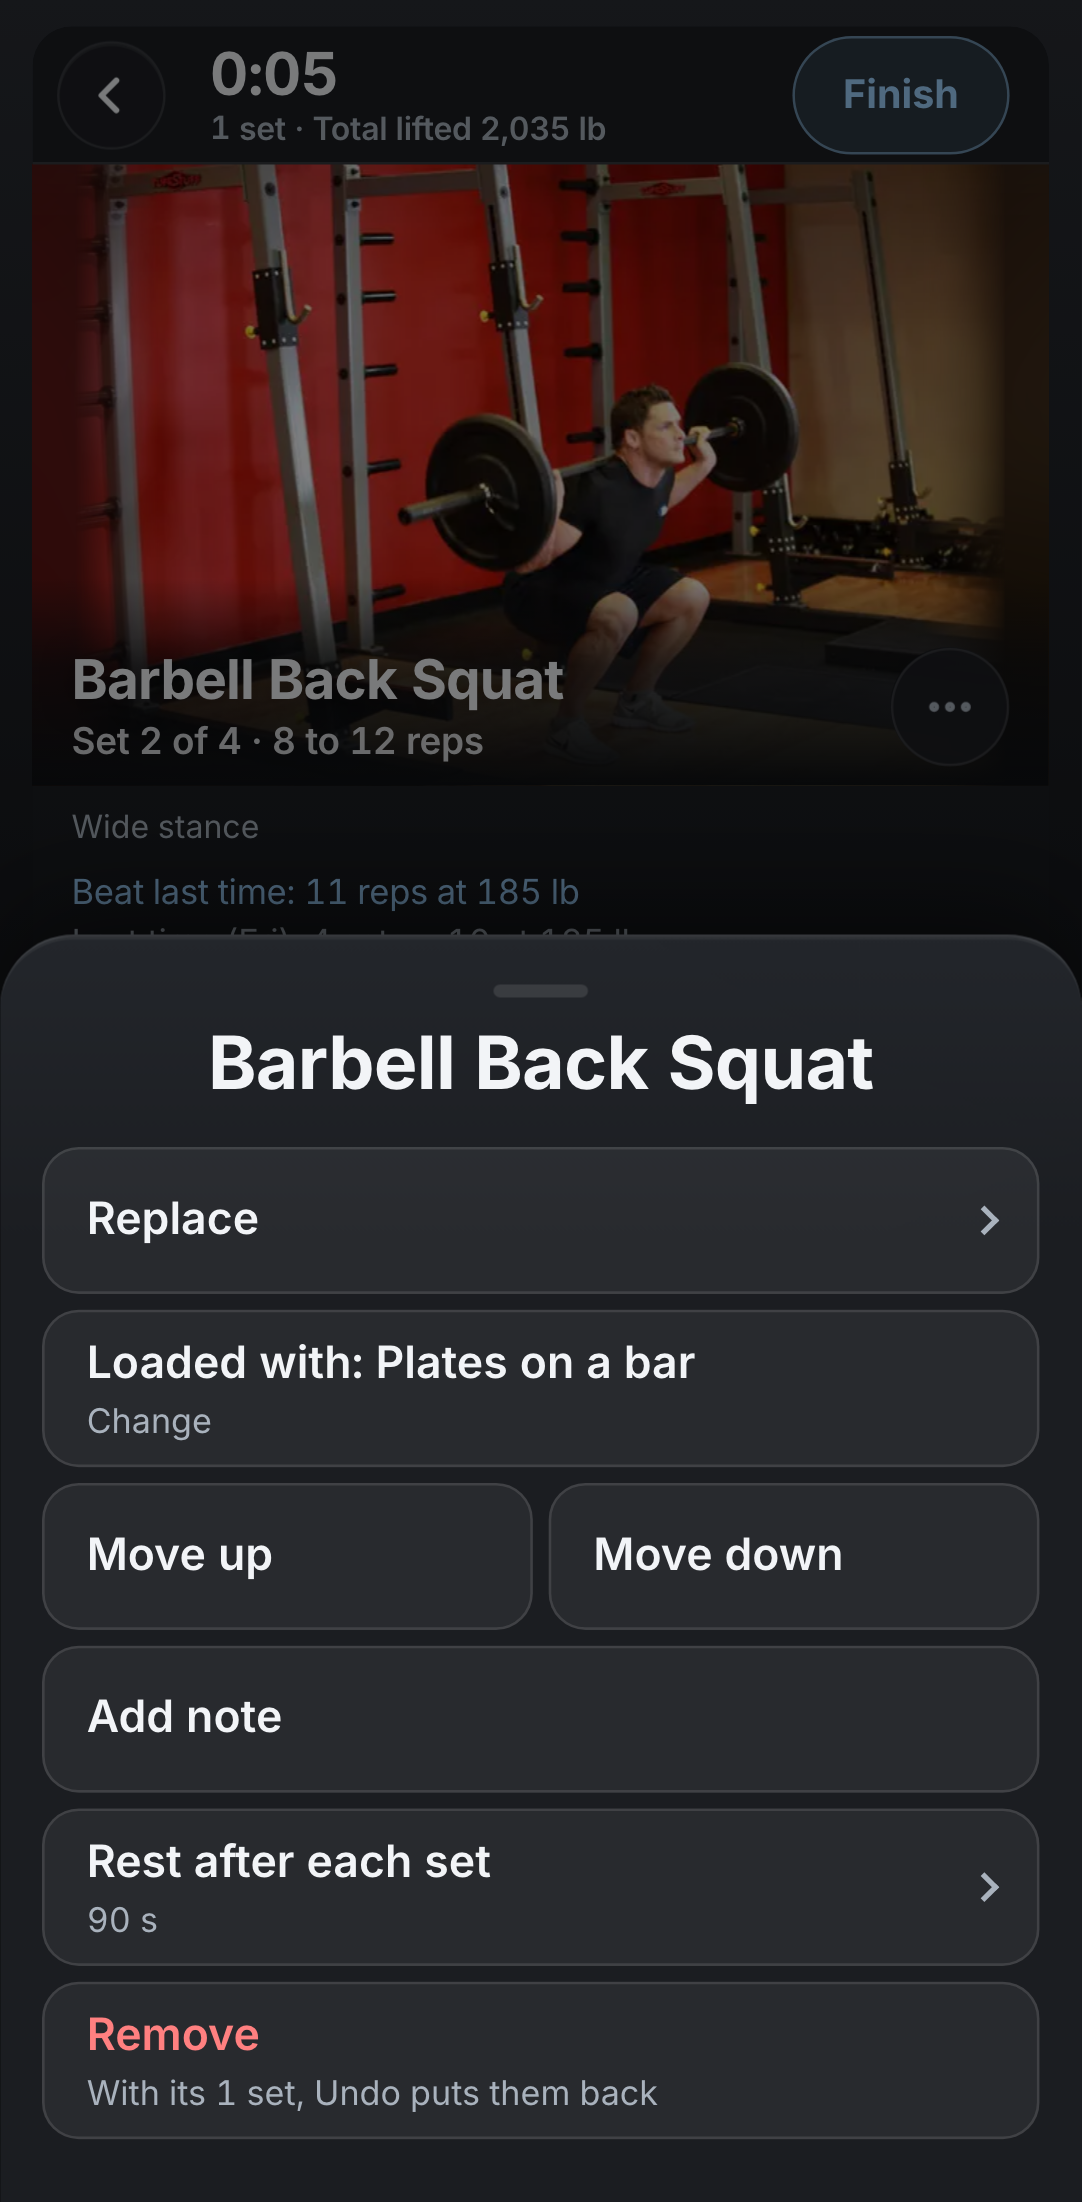 0:05
1 set · Total lifted 2,035 lb
Finish
Barbell Back Squat
Set 2 of 4 · 8 to 12 reps
Wide stance
Beat last time: 11 reps at 185 lb
Barbell Back Squat
Replace
Loaded with: Plates on a bar
Change
Move up
Move down
Add note
Rest after each set
90 s
Remove
With its 1 set, Undo puts them back